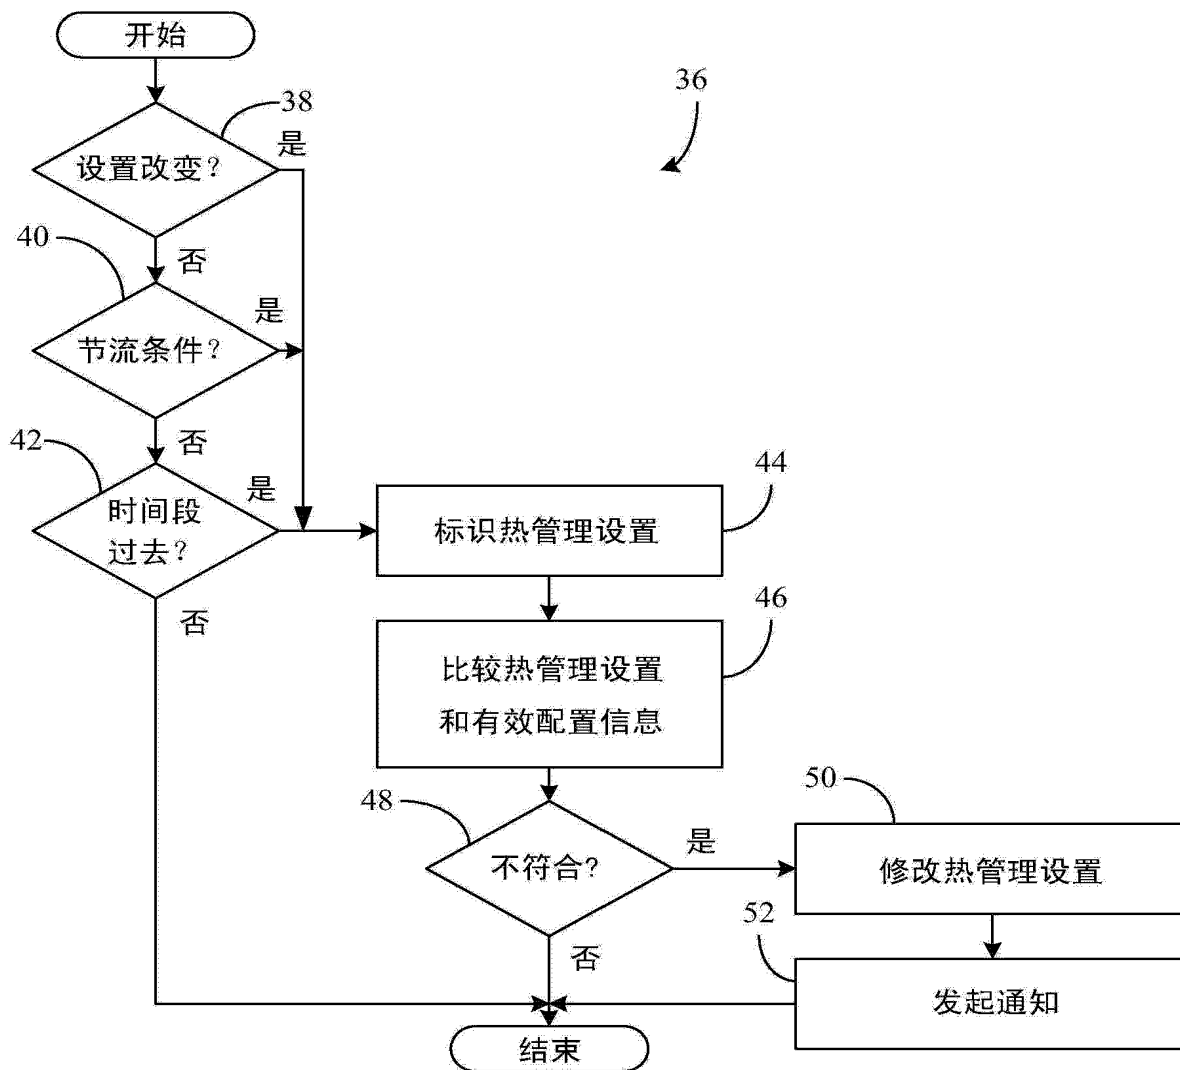 开始
38
36
是
设置改变？
40
否
是
节流条件？
42
否
是
44
时间段
过去？
标识热管理设置
否
46
比较热管理设置
和有效配置信息
48
50
是
不符合？
修改热管理设置
52
否
发起通知
结束